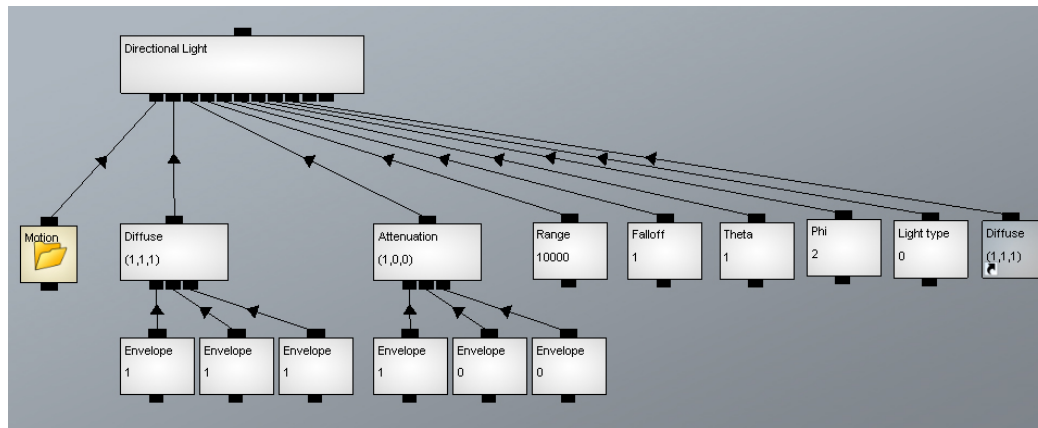 Directional Light
Motion
Diffuse
(1,1,1)
Attenuation
(1,0,0)
Range
10000
Falloff
1
Theta
1
Phi
2
Light type
0
Diffuse
(1,1,1)
Envelope
1
Envelope
1
Envelope
1
Envelope
1
Envelope
0
Envelope
0